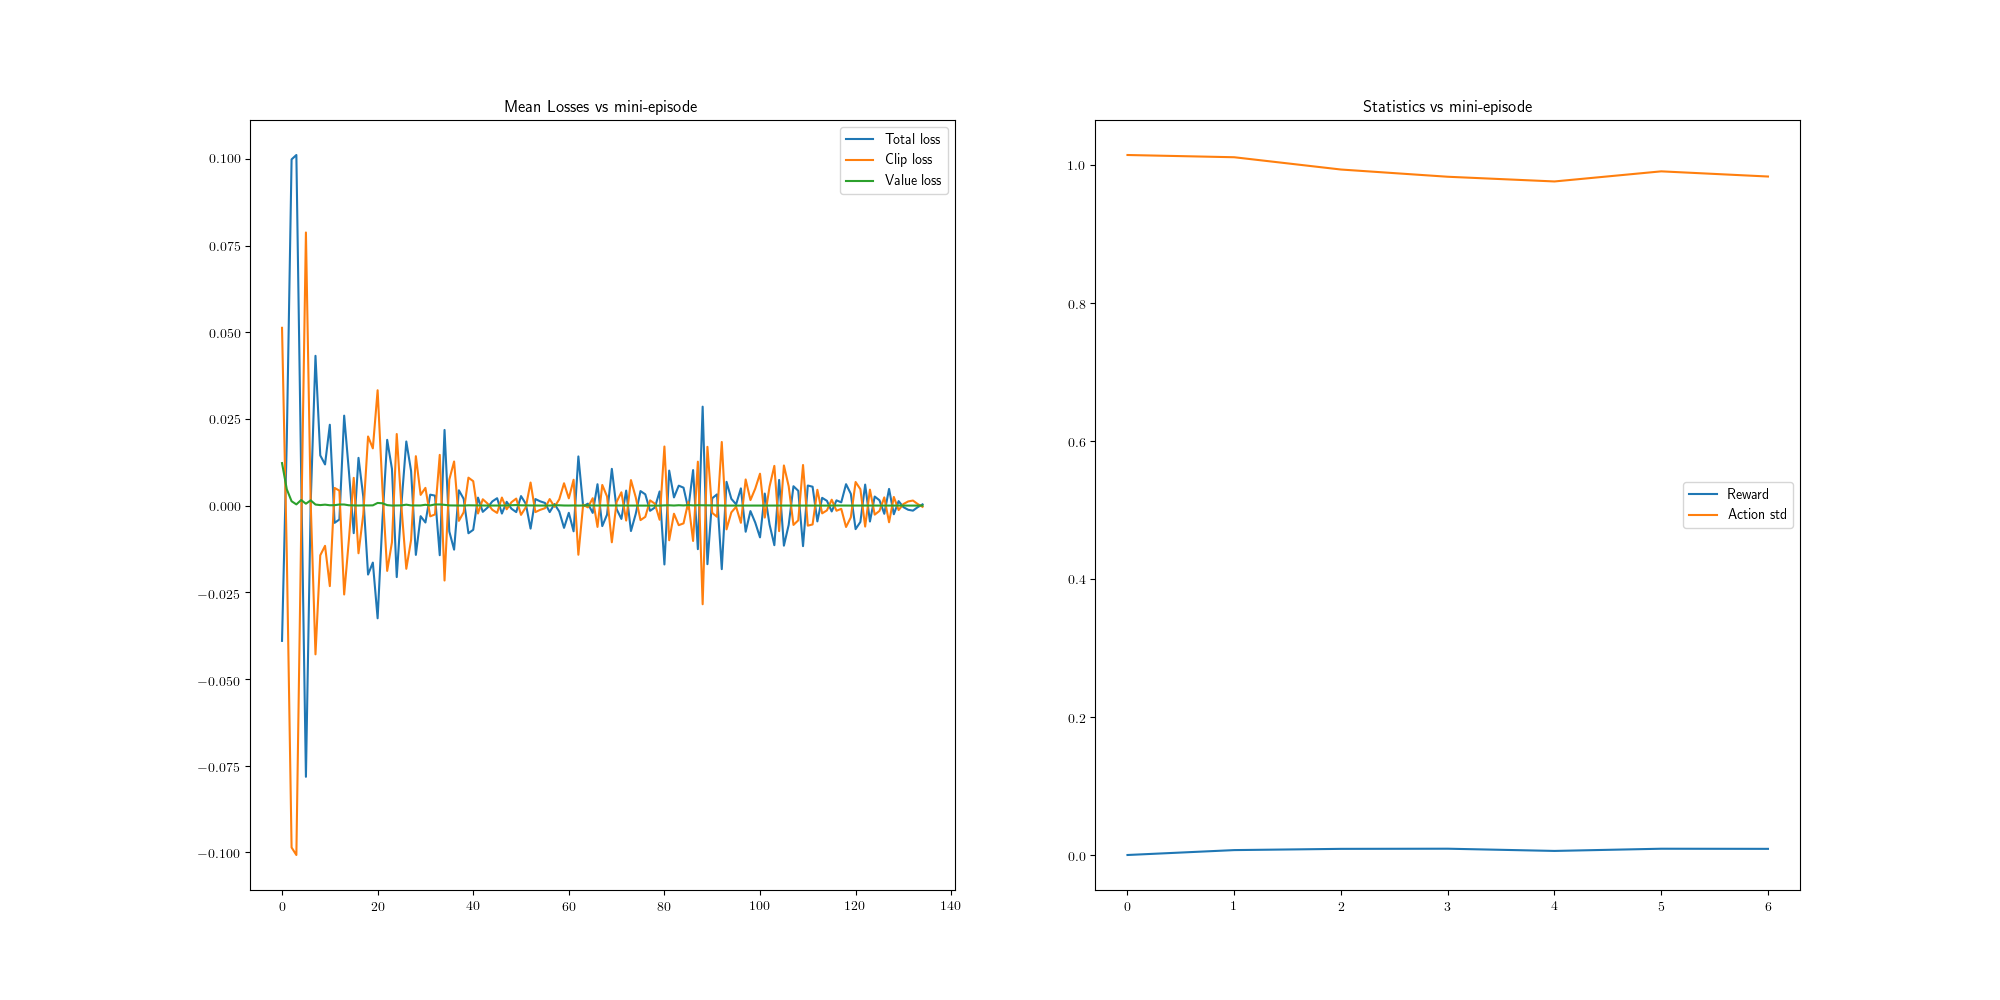 Mean Losses vs mini-episode
Total loss
Clip loss
Value loss
0.100
0.075
0.050
0.025
0.000
−0.025
−0.050
−0.075
−0.100
0 20 40 60 80 100 120 140
Statistics vs mini-episode
Reward
Action std
1.0
0.8
0.6
0.4
0.2
0.0
0 1 2 3 4 5 6